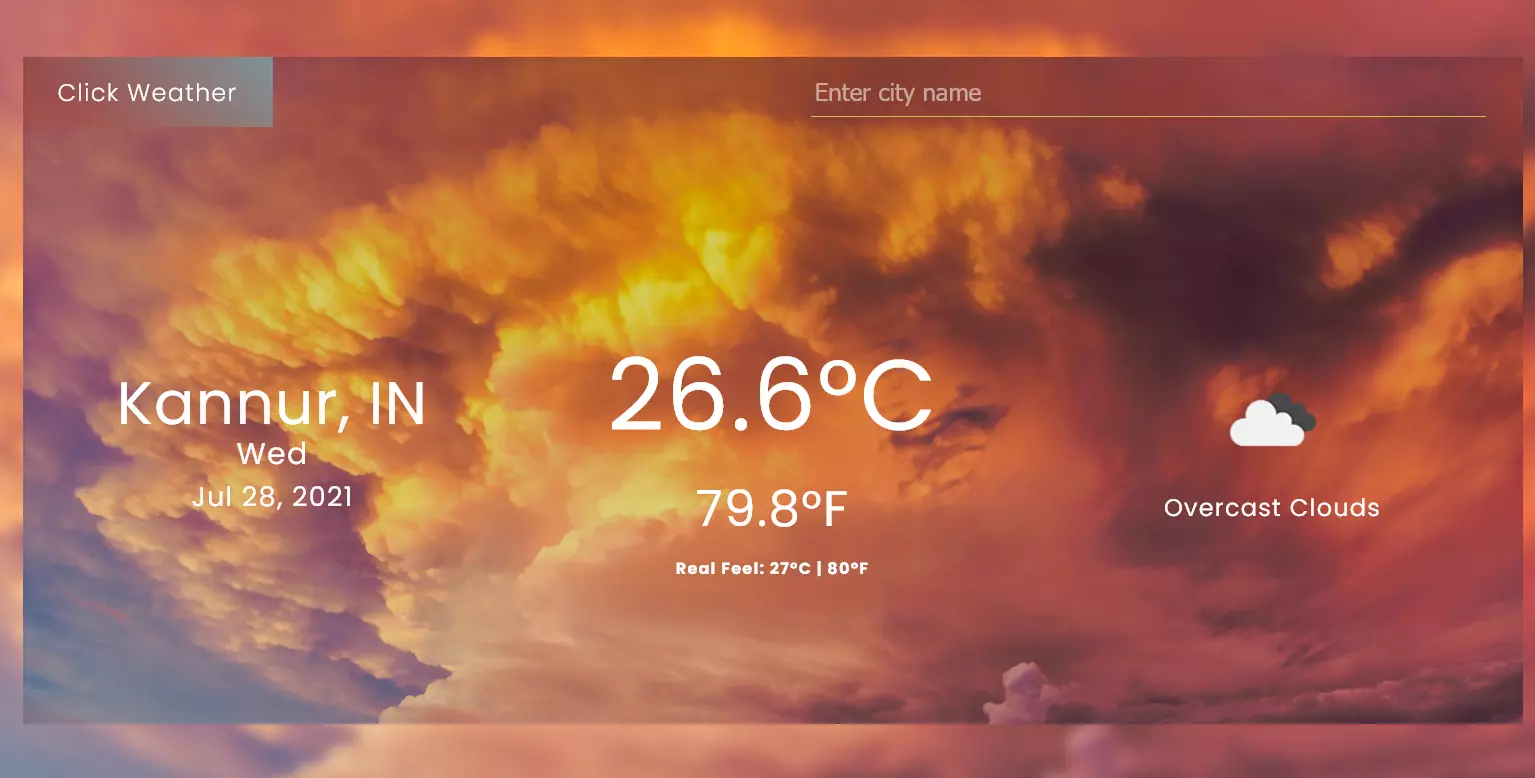 Click Weather
Enter city name
Kannur, IN
Wed
Jul 28, 2021
26.6°C
79.8°F
Real Feel: 27°C | 80°F
Overcast Clouds